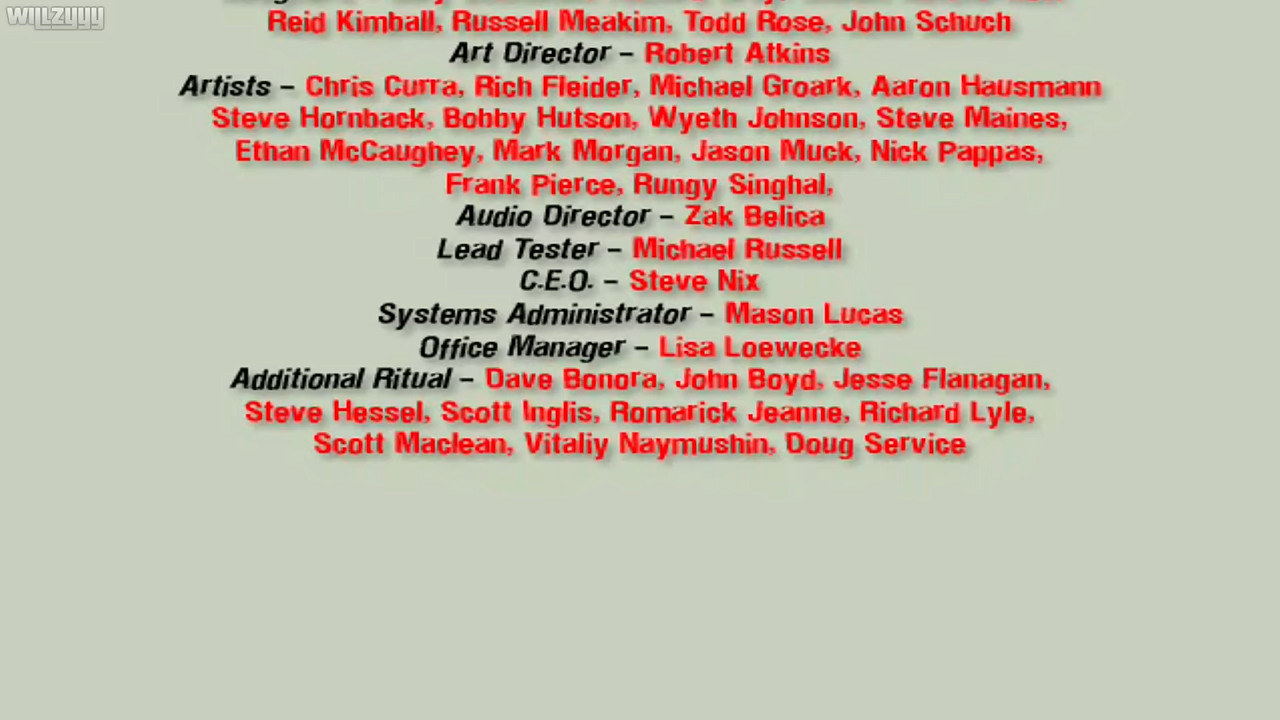 WILZYYY
Reid Kimball, Russell Meakim, Todd Rose, John Schuch
Art Director – Robert Atkins
Artists – Chris Curra, Rich Fleider, Michael Groark, Aaron Hausmann
Steve Hornback, Bobby Hutson, Wyeth Johnson, Steve Maines,
Ethan McCaughey, Mark Morgan, Jason Muck, Nick Pappas,
Frank Pierce, Rungy Singhal,
Audio Director – Zak Belica
Lead Tester – Michael Russell
C.E.O. – Steve Nix
Systems Administrator – Mason Lucas
Office Manager – Lisa Loewecke
Additional Ritual – Dave Bonora, John Boyd, Jesse Flanagan,
Steve Hessel, Scott Inglis, Romarick Jeanne, Richard Lyle,
Scott Maclean, Vitaliy Naymushin, Doug Service